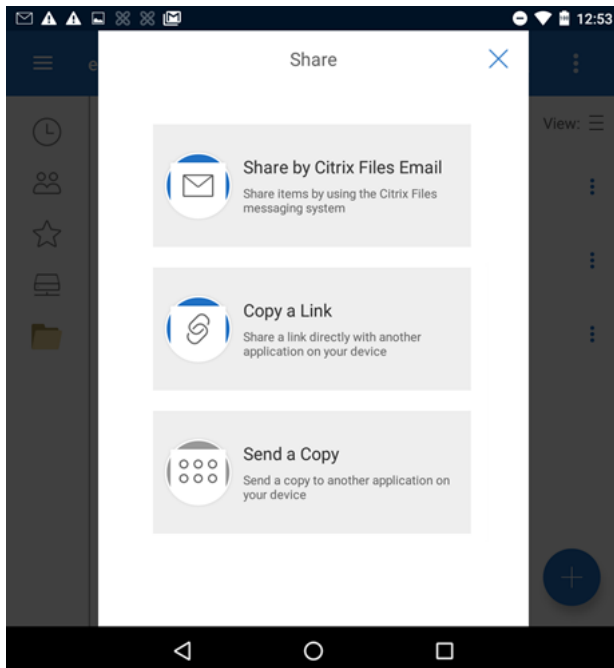 12:53
e
Share
View:
Share by Citrix Files Email
Share items by using the Citrix Files
messaging system
Copy a Link
Share a link directly with another
application on your device
Send a Copy
Send a copy to another application on
your device